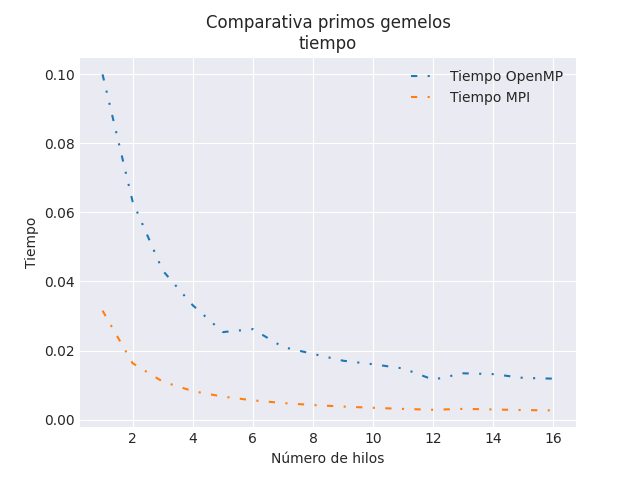 Comparativa primos gemelos
tiempo
Tiempo OpenMP
Tiempo MPI
0.10
0.08
0.06
0.04
0.02
0.00
Tiempo
2 4 6 8 10 12 14 16
Número de hilos